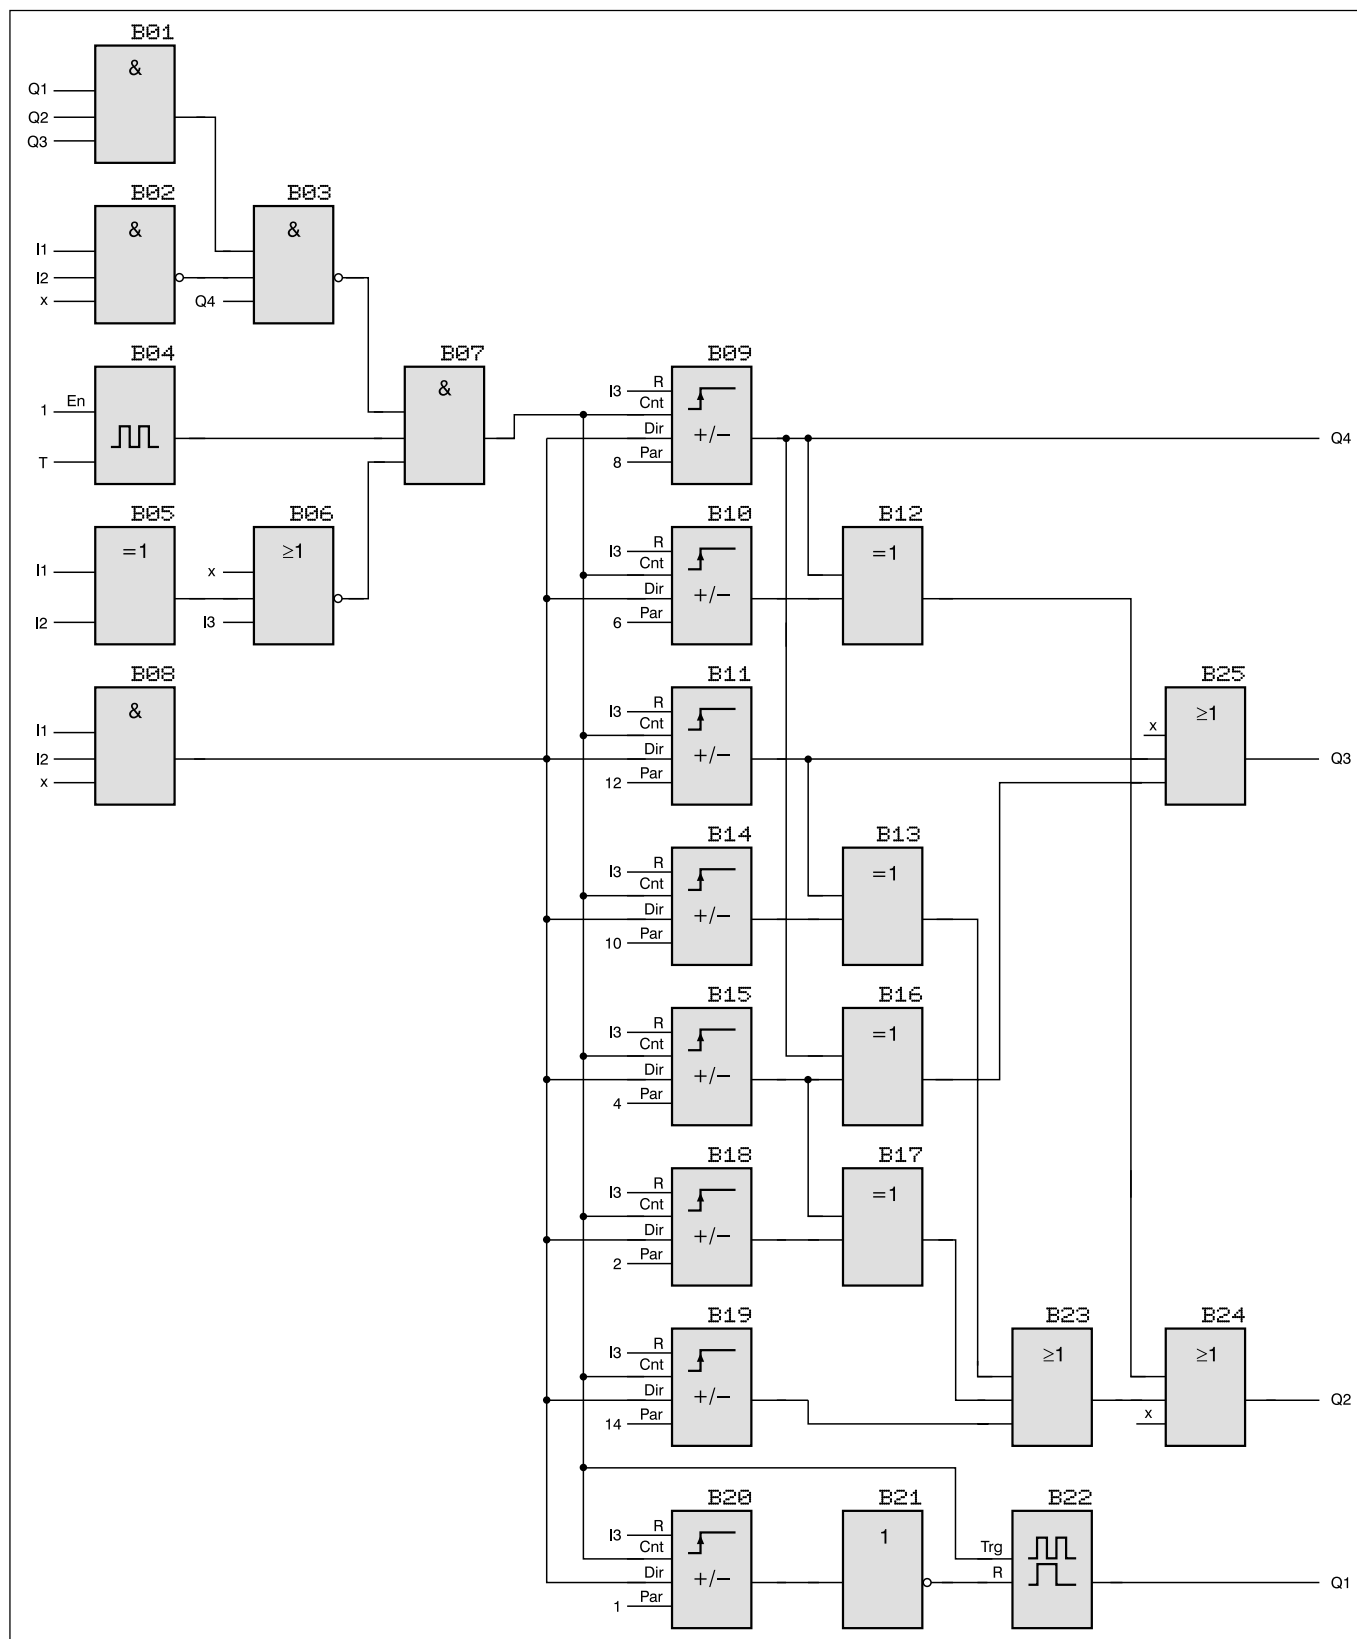 B01
&
Q1
Q2
Q3
B02
&
I1
I2
x
B03
&
Q4
B04
1 En
T
B07
&
B05
=1
I1
I2
B06
≥1
x
I3
B08
&
I1
I2
x
B09
I3 R
Cnt
Dir
+/−
8 Par
Q4
B10
I3 R
Cnt
Dir
+/−
6 Par
B12
=1
B11
I3 R
Cnt
Dir
+/−
12 Par
B25
≥1
x
Q3
B14
I3 R
Cnt
Dir
+/−
10 Par
B13
=1
B15
I3 R
Cnt
Dir
+/−
4 Par
B16
=1
B18
I3 R
Cnt
Dir
+/−
2 Par
B17
=1
B19
I3 R
Cnt
Dir
+/−
14 Par
B23
≥1
B24
≥1
x
Q2
B20
I3 R
Cnt
Dir
+/−
1 Par
B21
1
B22
Trg
R
Q1